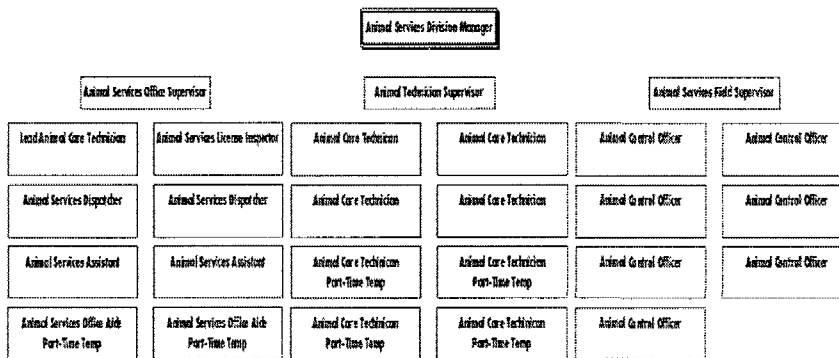 Animal Services Division Manager
Animal Services Office Supervisor
Animal Technician Supervisor
Animal Services Field Supervisor
Lead Animal Care Technician
Animal Services License Inspector
Animal Care Technician
Animal Care Technician
Animal Control Officer
Animal Control Officer
Animal Services Dispatcher
Animal Services Dispatcher
Animal Care Technician
Animal Care Technician
Animal Control Officer
Animal Control Officer
Animal Services Assistant
Animal Services Assistant
Animal Care Technican
Part-Time Temp
Animal Care Technician
Part-Time Temp
Animal Control Officer
Animal Control Officer
Animal Services Office Aide
Part-Time Temp
Animal Services Office Aide
Part-Time Temp
Animal Care Technican
Part-Time Temp
Animal Care Technican
Part-Time Temp
Animal Control Officer